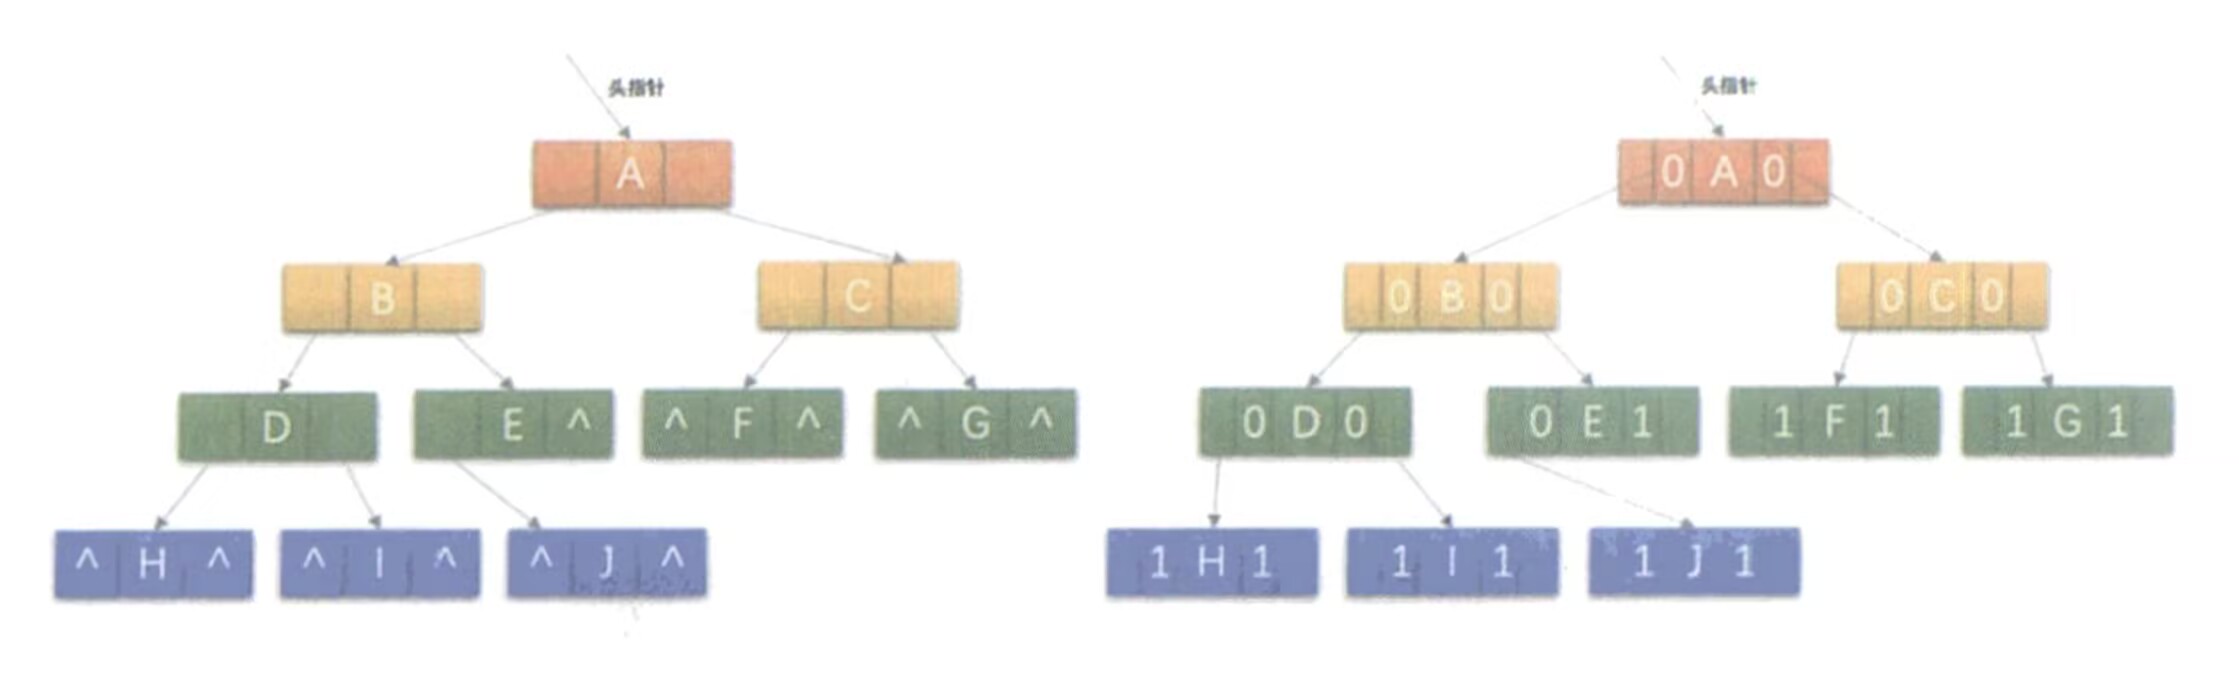 头指针
A
B
C
D
E ^
^ F ^
^ G ^
^ H ^
^ I ^
^ J ^
头指针
0 A 0
0 B 0
0 C 0
0 D 0
0 E 1
1 F 1
1 G 1
1 H 1
1 I 1
1 J 1